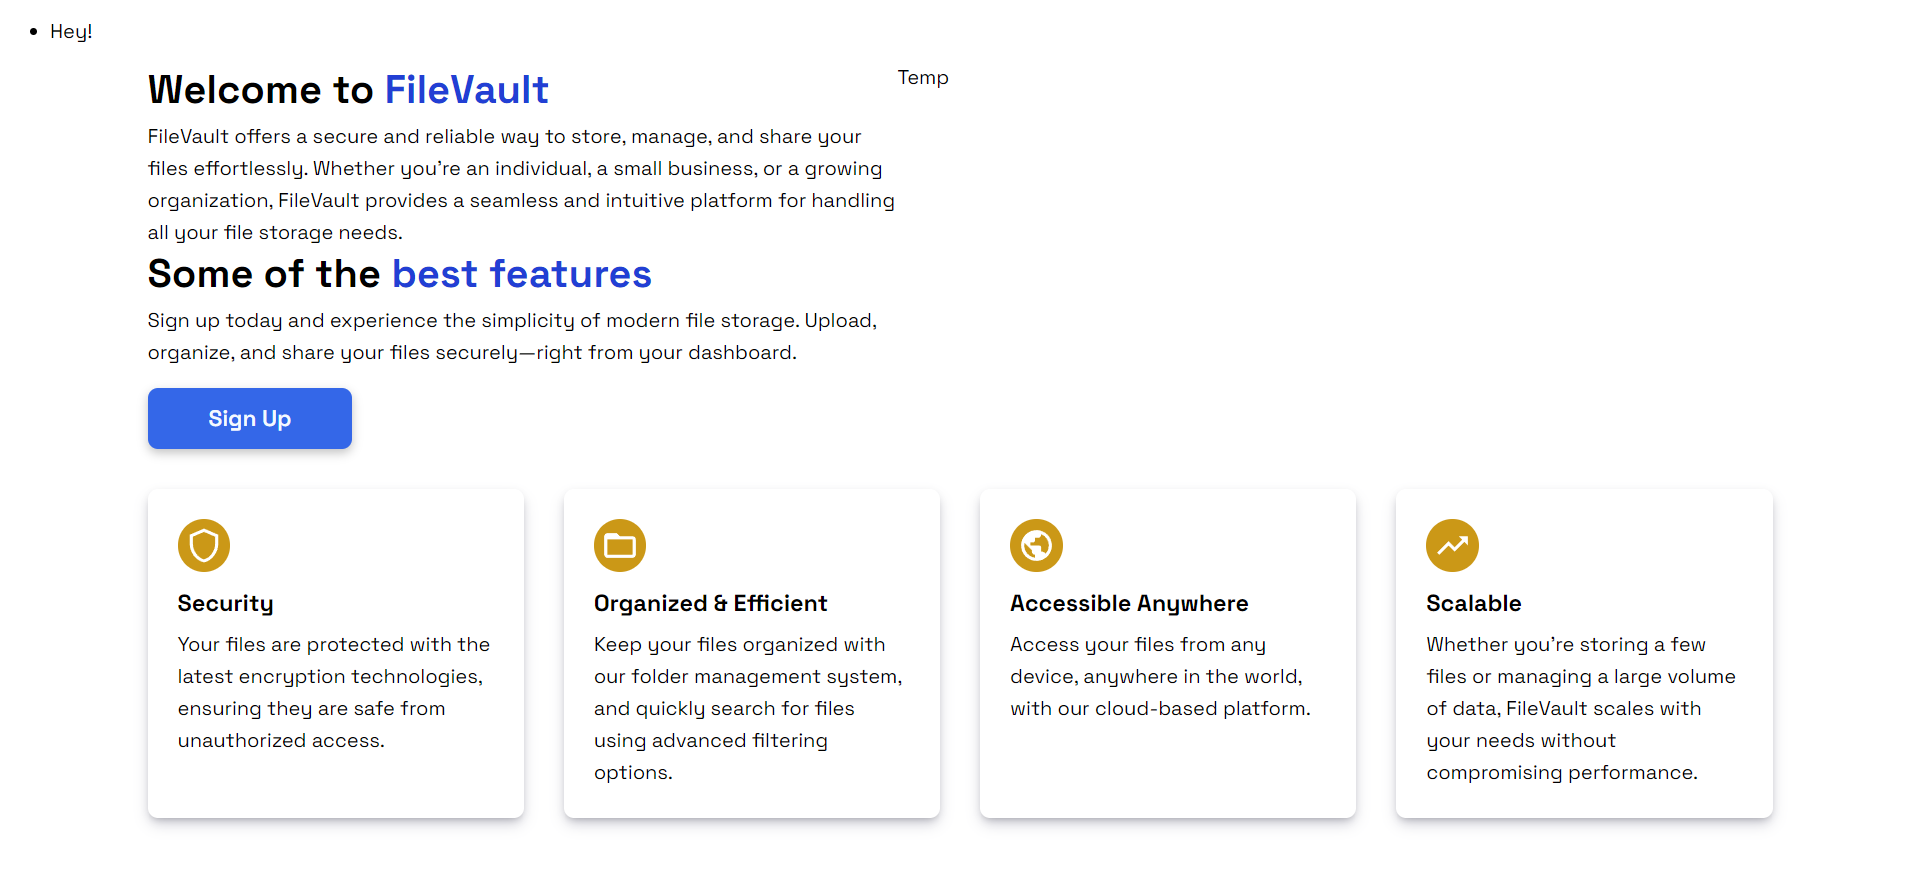 Hey!
Welcome to FileVault
Temp
FileVault offers a secure and reliable way to store, manage, and share your
files effortlessly. Whether you're an individual, a small business, or a growing
organization, FileVault provides a seamless and intuitive platform for handling
all your file storage needs.
Some of the best features
Sign up today and experience the simplicity of modern file storage. Upload,
organize, and share your files securely—right from your dashboard.
Sign Up
Security
Your files are protected with the
latest encryption technologies,
ensuring they are safe from
unauthorized access.
Organized & Efficient
Keep your files organized with
our folder management system,
and quickly search for files
using advanced filtering
options.
Accessible Anywhere
Access your files from any
device, anywhere in the world,
with our cloud-based platform.
Scalable
Whether you're storing a few
files or managing a large volume
of data, FileVault scales with
your needs without
compromising performance.